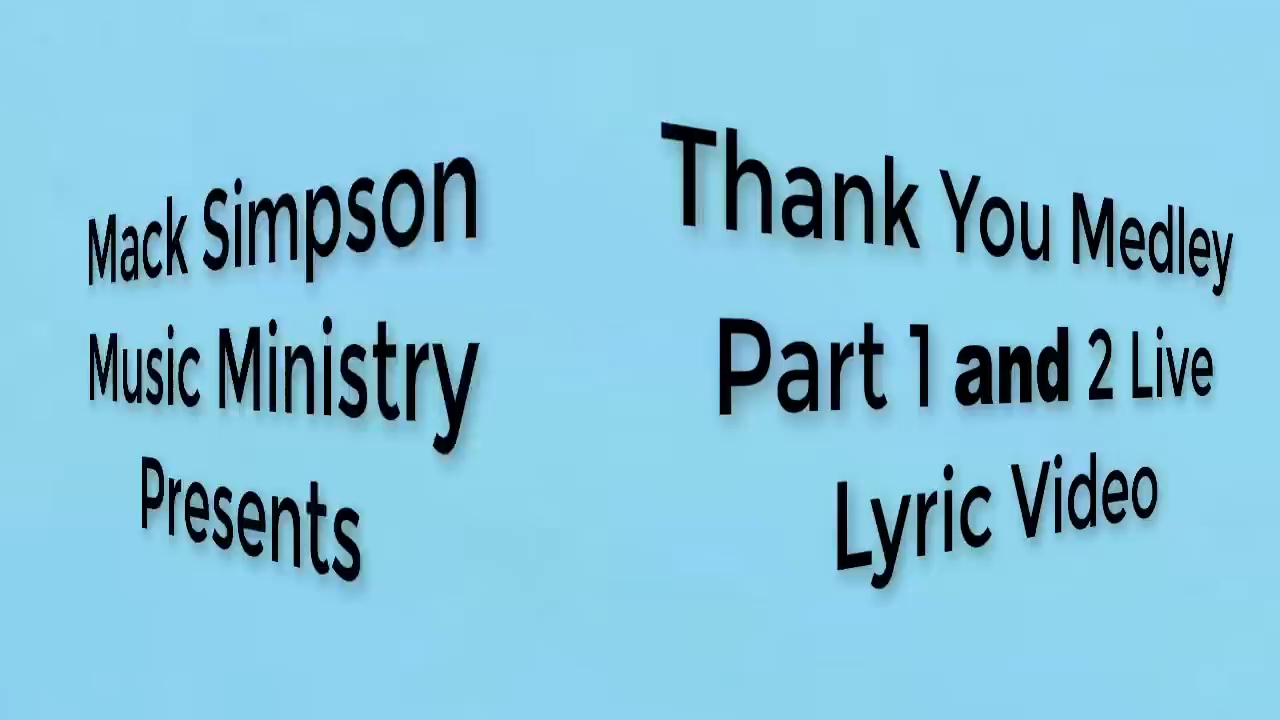 Mack Simpson
Music Ministry
Presents
Thank You Medley
Part 1 and 2 Live
Lyric Video